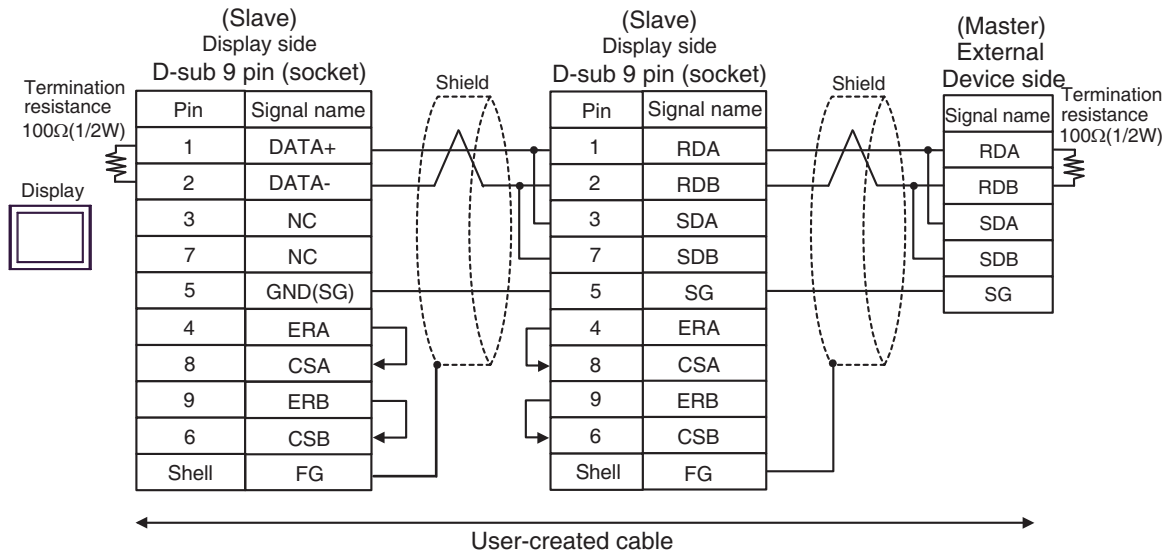 (Slave)
Display side
D-sub 9 pin (socket)
(Slave)
Display side
D-sub 9 pin (socket)
(Master)
External
Device side
Termination
resistance
100Ω(1/2W)
Display
Pin Signal name
1 DATA+
2 DATA-
3 NC
7 NC
5 GND(SG)
4 ERA
8 CSA
9 ERB
6 CSB
Shell FG
Shield
Pin Signal name
1 RDA
2 RDB
3 SDA
7 SDB
5 SG
4 ERA
8 CSA
9 ERB
6 CSB
Shell FG
Shield
Signal name
RDA
RDB
SDA
SDB
SG
Termination
resistance
100Ω(1/2W)
User-created cable